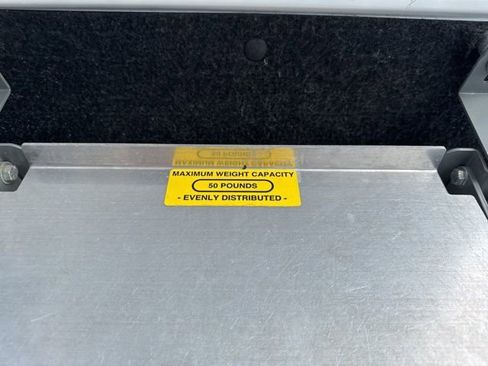 MAXIMUM WEIGHT CAPACITY
50 POUNDS
- EVENLY DISTRIBUTED -